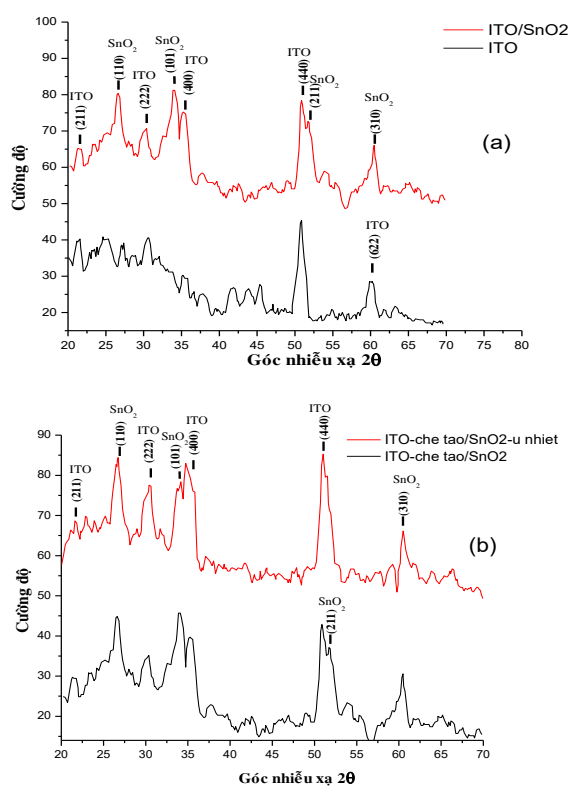 ITO/SnO2
ITO
(a)
Cường độ
100
90
80
70
60
50
40
30
20
ITO
(211)
SnO₂
(110)
ITO
(222)
SnO₂
(101)
ITO
(400)
ITO
(440)
SnO₂
(211)
SnO₂
(310)
ITO
(622)
20 25 30 35 40 45 50 55 60 65 70 75 80
Góc nhiễu xạ 2θ
ITO-che tao/SnO2-u nhiet
ITO-che tao/SnO2
(b)
Cường độ
90
80
70
60
50
40
30
20
ITO
(211)
SnO₂
(110)
ITO
(222)
SnO₂
(101)
ITO
(400)
ITO
(440)
SnO₂
(310)
SnO₂
(211)
20 25 30 35 40 45 50 55 60 65 70
Góc nhiễu xạ 2θ